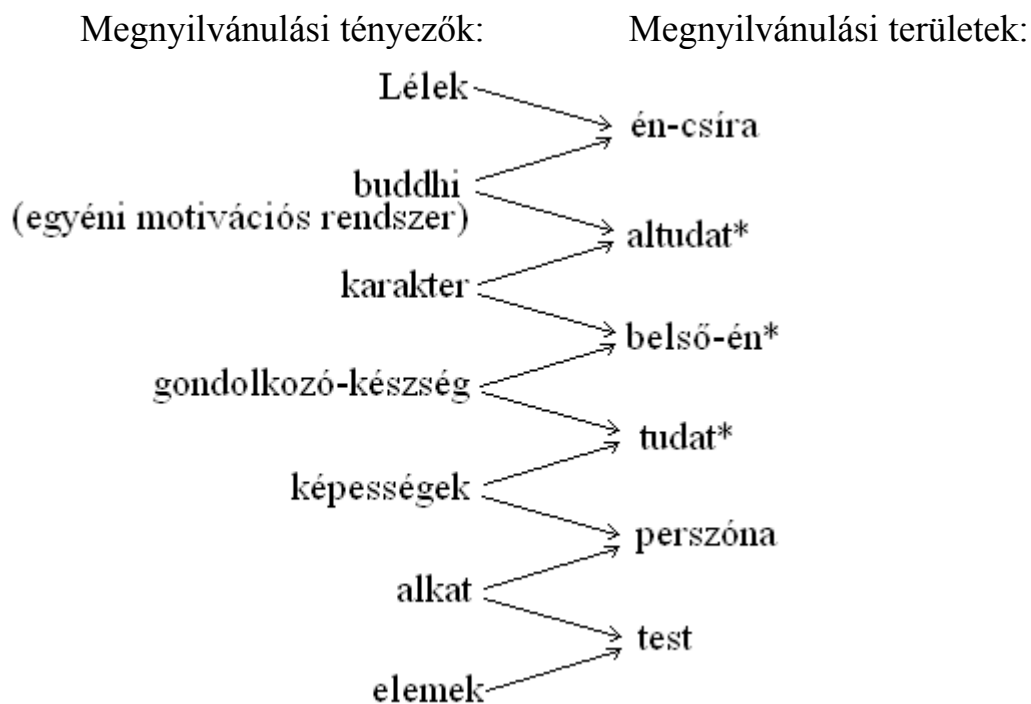 Megnyilvánulási tényezők: Megnyilvánulási területek:
Lélek
én-csíra
buddhi
(egyéni motivációs rendszer)
altudat*
karakter
belső-én*
gondolkozó-készség
tudat*
képességek
perszóna
alkat
test
elemek